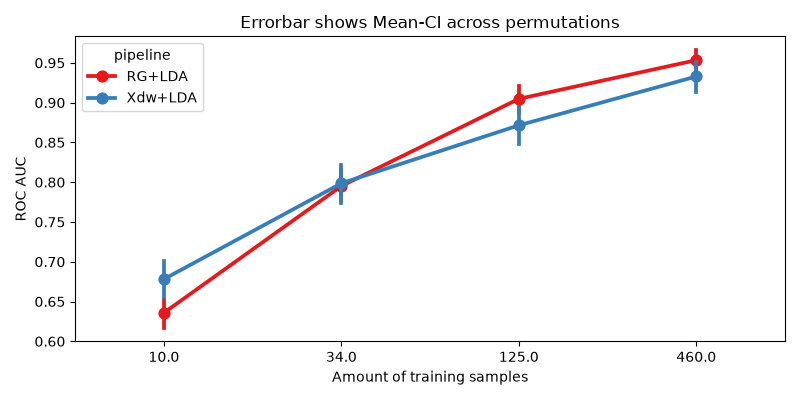 Errorbar shows Mean-CI across permutations
pipeline
RG+LDA
Xdw+LDA
ROC AUC
0.95
0.90
0.85
0.80
0.75
0.70
0.65
0.60
10.0 34.0 125.0 460.0
Amount of training samples